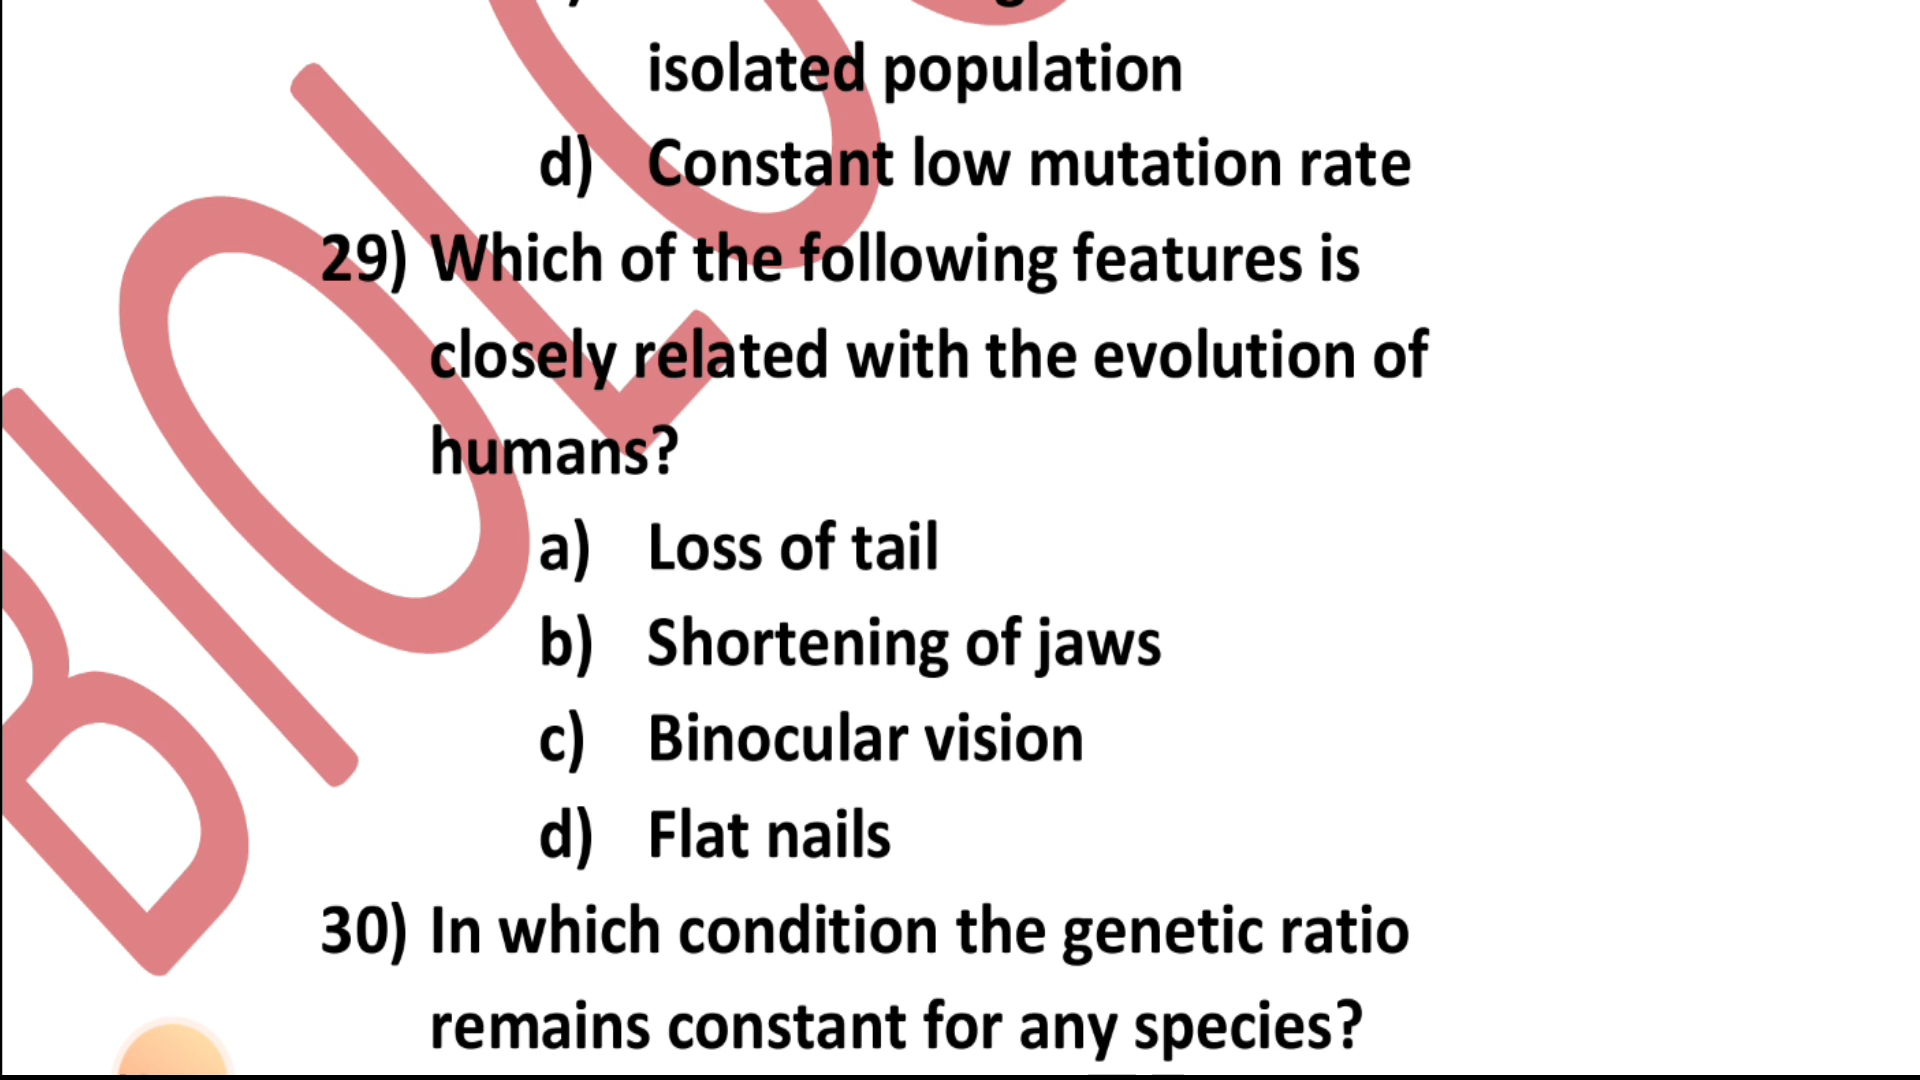 isolated population
d) Constant low mutation rate
29) Which of the following features is
closely related with the evolution of
humans?
a) Loss of tail
b) Shortening of jaws
c) Binocular vision
d) Flat nails
30) In which condition the genetic ratio
remains constant for any species?
BIOL